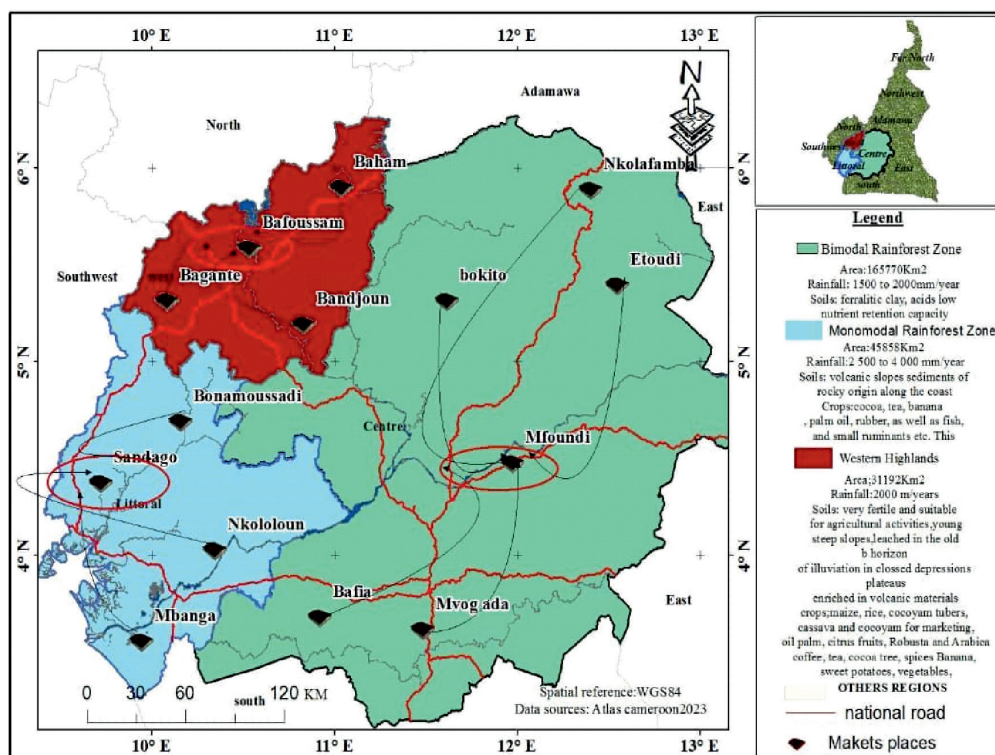 10° E 11° E 12° E 13° E
N
Adamawa
North
Baham
Nkolafamba
6° N
6° N
East
Bafoussam
Southwest
Etoudi
Bagante
bokito
Bandjoun
5° N
5° N
Bonamoussadi
Centre
Mfoundi
Sandago
Littoral
Nkololoun
4° N
4° N
Bafia
Mvog ada
East
Mbanga
0 30 60 120 KM
south
Spatial reference:WGS84
Data sources: Atlas cameroon2023
10° E 11° E 12° E 13° E
Far North
Northwest
Adamawa
North
Southwest
Centre
Littoral
East
south
Legend
Bimodal Rainforest Zone
Area:165770Km2
Rainfall: 1500 to 2000mm/year
Soils: ferralitic clay, acids low
nutrient retention capacity
Monomodal Rainforest Zone
Area:45858Km2
Rainfall:2 500 to 4 000 mm/year
Soils: volcanic slopes sediments of
rocky origin along the coast
Crops:cocoa, tea, banana
, palm oil, rubber, as well as fish,
and small ruminants etc. This
Western Highlands
Area;31192Km2
Rainfall:2000 m/years
Soils: very fertile and suitable
for agricultural activities,young
steep slopes,leached in the old
b horizon
of illuviation in clossed depressions
plateaus
enriched in volcanic materials
crops;maize, rice, cocoyam tubers,
cassava and cocoyam for marketing,
oil palm, citrus fruits, Robusta and Arabica
coffee, tea, cocoa tree, spices Banana,
sweet potatoes, vegetables,
OTHERS REGIONS
national road
Makets places